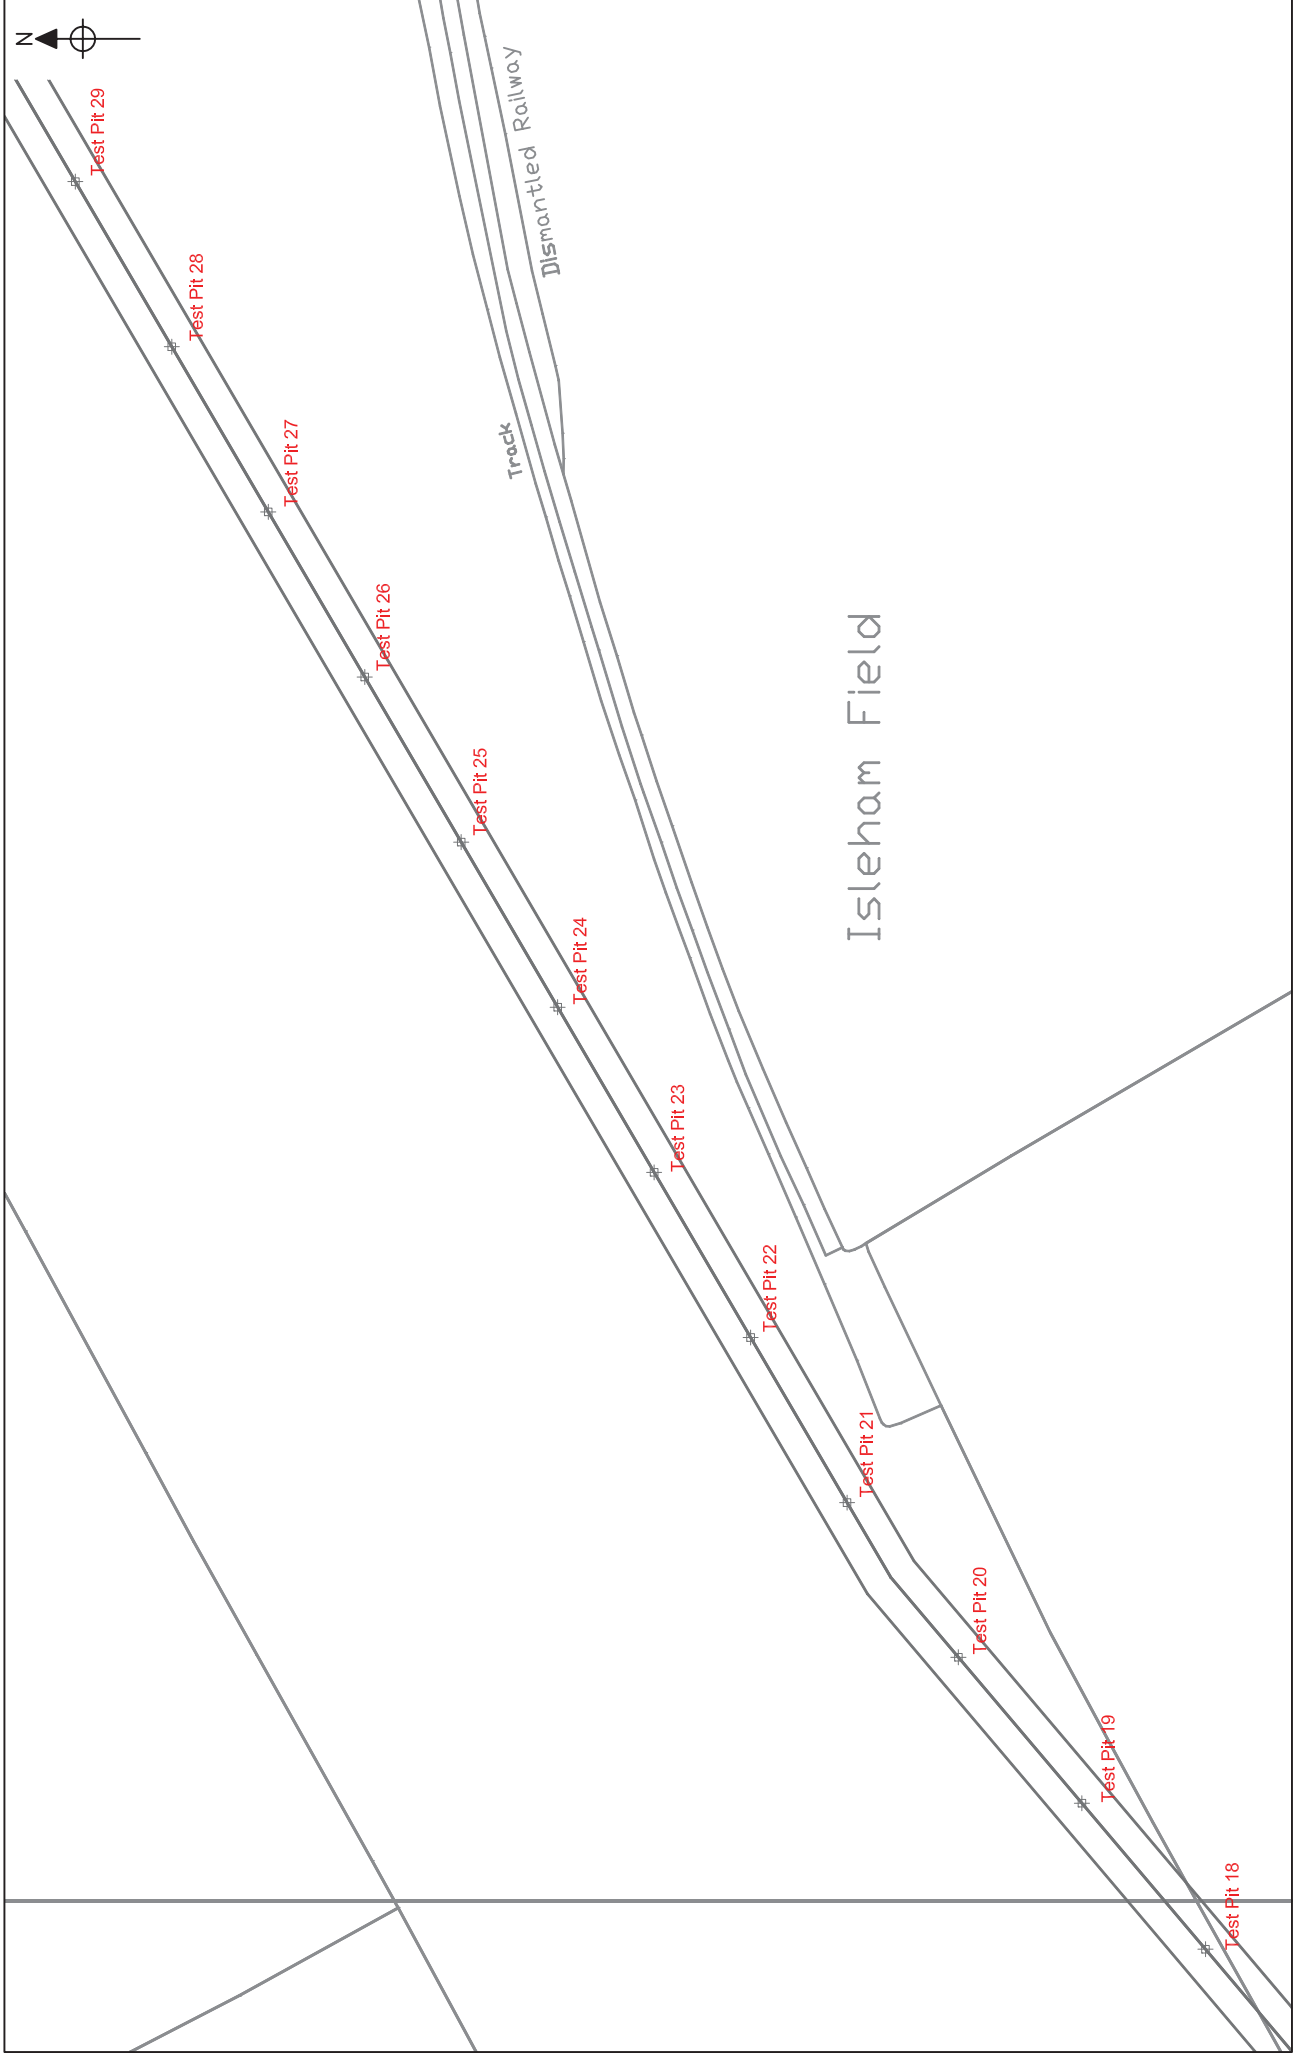 N
Test Pit 29
Test Pit 28
Test Pit 27
Test Pit 26
Test Pit 25
Test Pit 24
Test Pit 23
Test Pit 22
Test Pit 21
Test Pit 20
Test Pit 19
Test Pit 18
Dismantled Railway
Track
Isleham Field